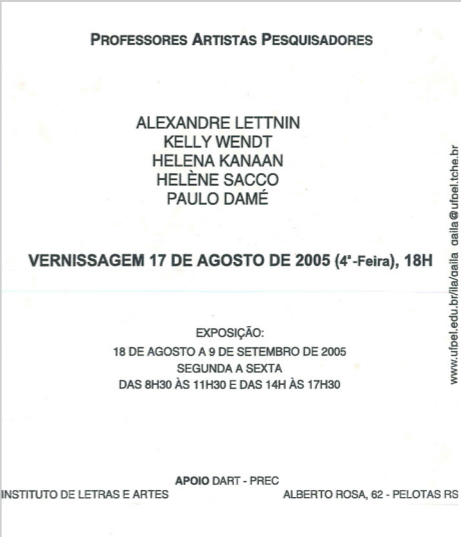 PROFESSORES ARTISTAS PESQUISADORES
ALEXANDRE LETTNIN
KELLY WENDT
HELENA KANAAN
HELÈNE SACCO
PAULO DAMÉ
VERNISSAGEM 17 DE AGOSTO DE 2005 (4ª-Feira), 18H
EXPOSIÇÃO:
18 DE AGOSTO A 9 DE SETEMBRO DE 2005
SEGUNDA A SEXTA
DAS 8H30 ÀS 11H30 E DAS 14H ÀS 17H30
APOIO DART - PREC
INSTITUTO DE LETRAS E ARTES
ALBERTO ROSA, 62 - PELOTAS RS
www.ufpel.edu.br/ila/gaila gaila@ufpel.tche.br